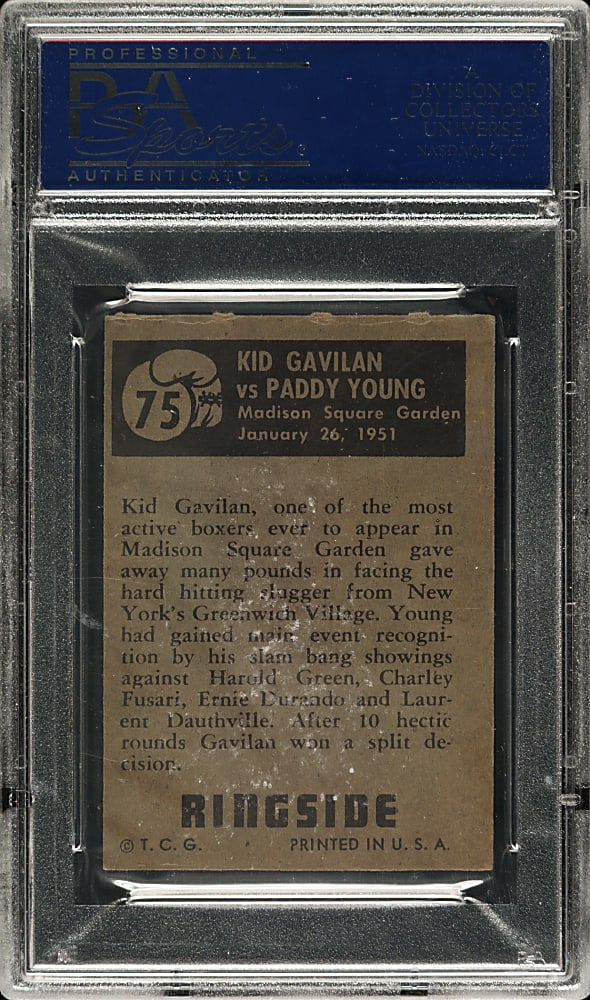 PROFESSIONAL
PSA
Sports
AUTHENTICATOR
A
DIVISION OF
COLLECTORS
UNIVERSE
NASDAQ: CLCT
75
KID GAVILAN
vs PADDY YOUNG
Madison Square Garden
January 26, 1951
Kid Gavilan, one of the most
active boxers ever to appear in
Madison Square Garden gave
away many pounds in facing the
hard hitting slugger from New
York's Greenwich Village. Young
had gained main event recogni-
tion by his slam bang showings
against Harold Green, Charley
Fusari, Ernie Durando and Laur-
ent Dauthville. After 10 hectic
rounds Gavilan won a split de-
cision.
RINGSIDE
© T. C. G.
PRINTED IN U. S. A.